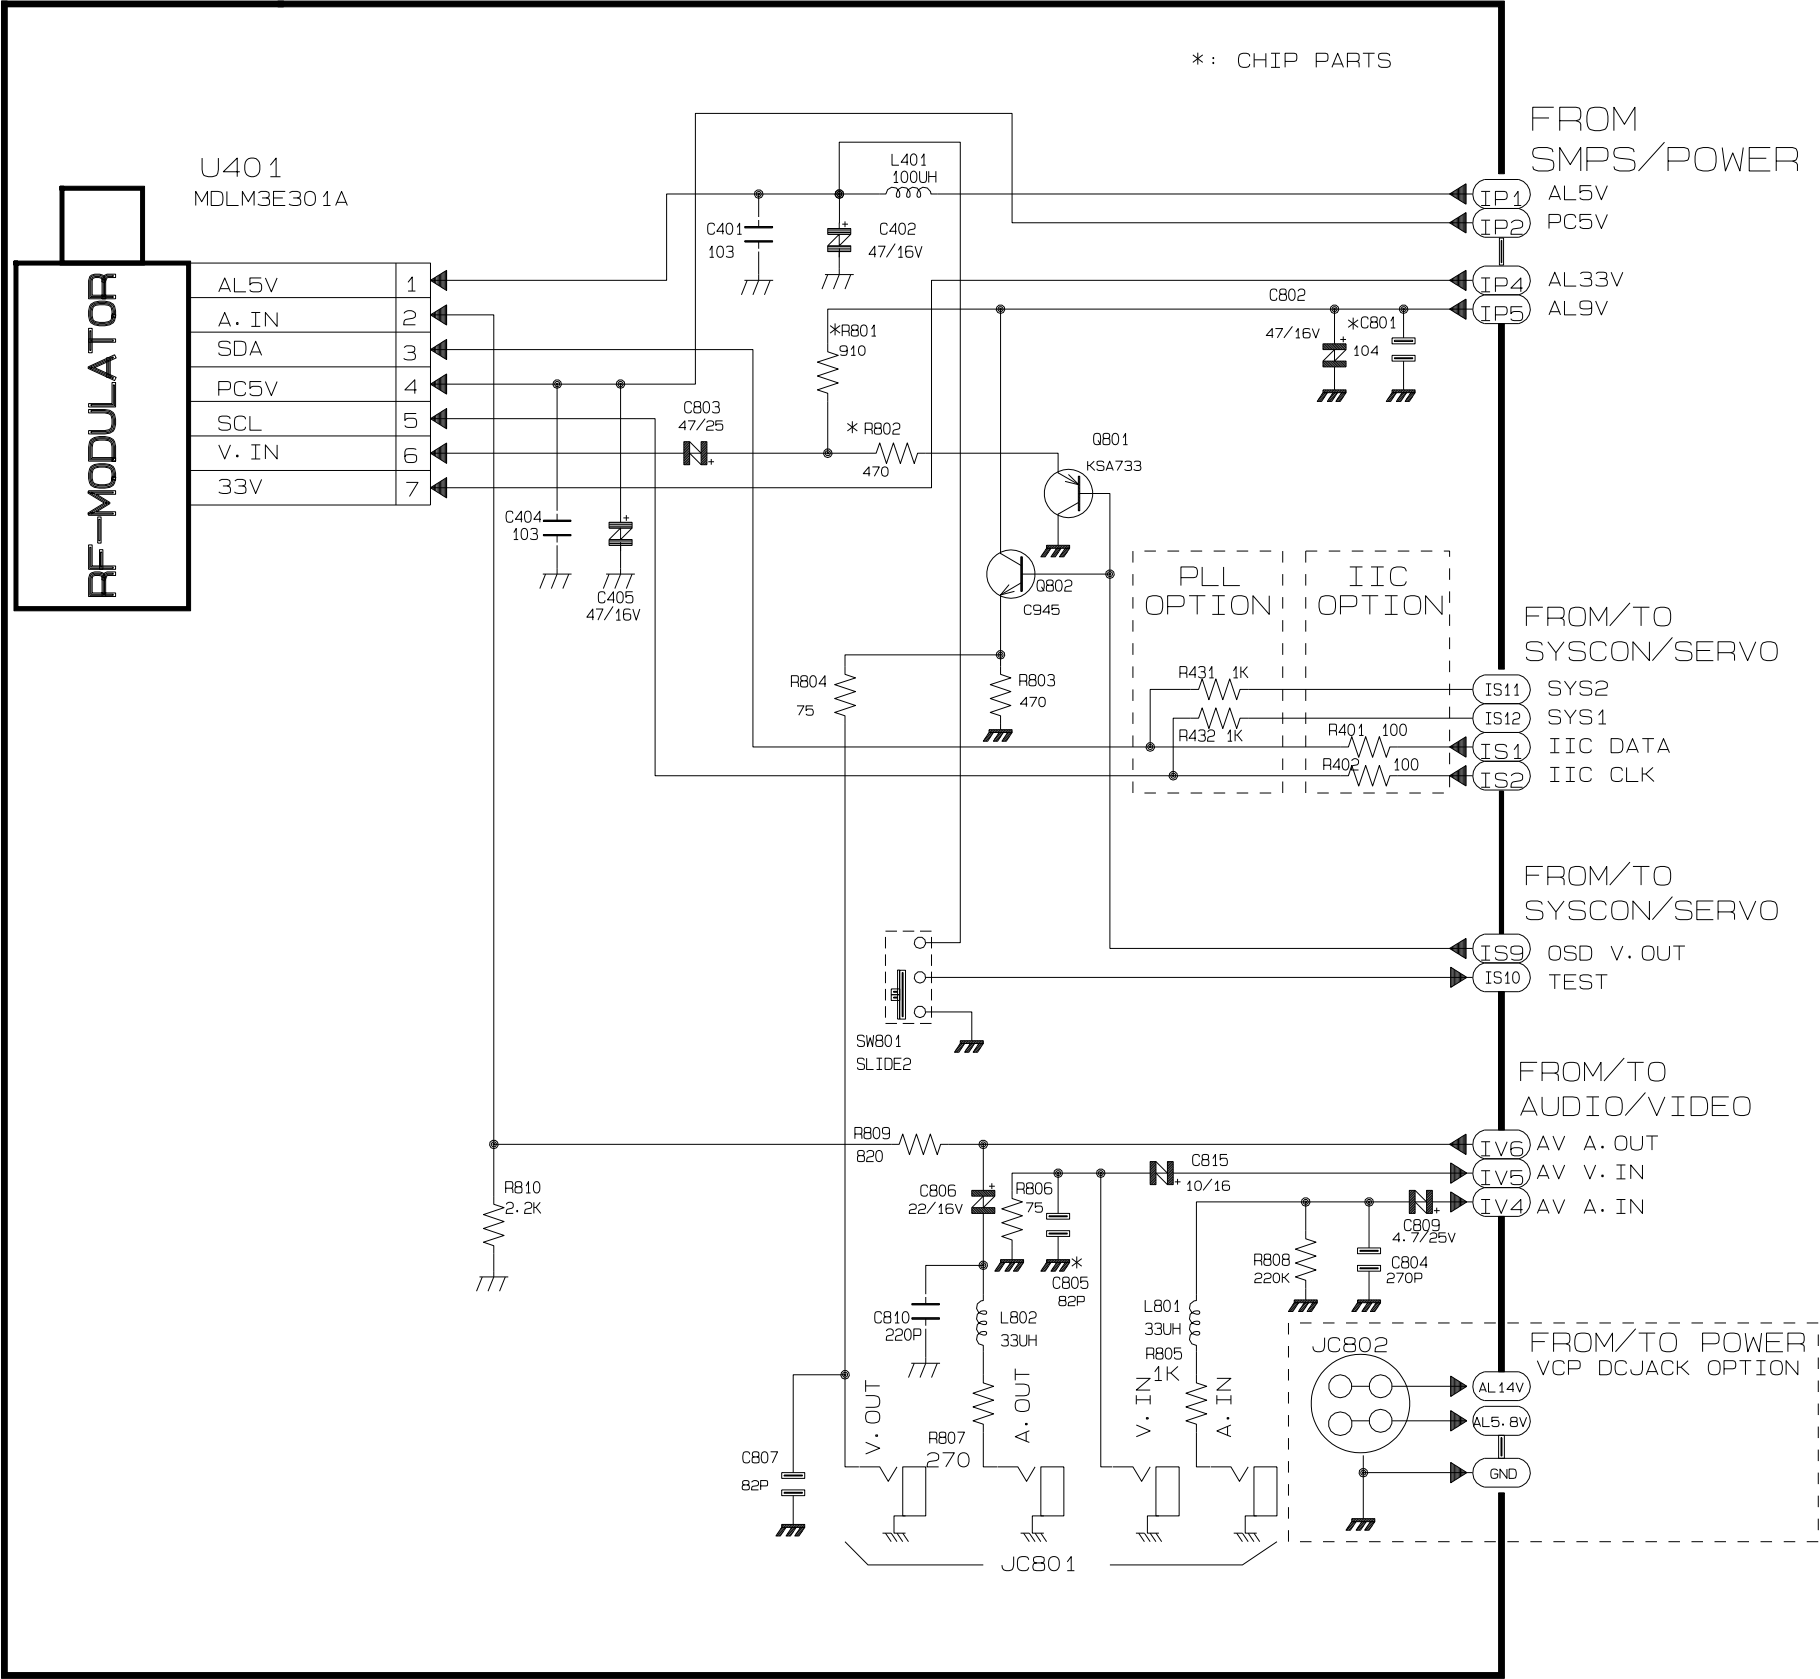 *: CHIP PARTS
FROM
SMPS/POWER
U401
MDLM3E301A
L401
100UH
IP1 AL5V
IP2 PC5V
C401
103
C402
47/16V
RF-MODULATOR
AL5V 1
A.IN 2
SDA 3
PC5V 4
SCL 5
V.IN 6
33V 7
IP4 AL33V
IP5 AL9V
C802
47/16V
+
*C801
104
*R801
910
C803
47/25
+
* R802
470
Q801
KSA733
C404
103
+
C405
47/16V
Q802
C945
PLL
OPTION
IIC
OPTION
FROM/TO
SYSCON/SERVO
R804
75
R803
470
R431 1K
R432 1K
R401 100
R402 100
IS11 SYS2
IS12 SYS1
IS1 IIC DATA
IS2 IIC CLK
FROM/TO
SYSCON/SERVO
IS9 OSD V.OUT
IS10 TEST
SW801
SLIDE2
FROM/TO
AUDIO/VIDEO
R809
820
IV6 AV A.OUT
IV5 AV V.IN
IV4 AV A.IN
C815
+ 10/16
R810
2.2K
C806
22/16V
+
R806
75
*
C805
82P
C809
4.7/25V
+
R808
220K
C804
270P
C810
220P
L802
33UH
L801
33UH
R805
1K
V.OUT
A.OUT
V.IN
A.IN
R807
270
C807
82P
JC801
JC802
FROM/TO POWER
VCP DCJACK OPTION
AL14V
AL5.8V
GND